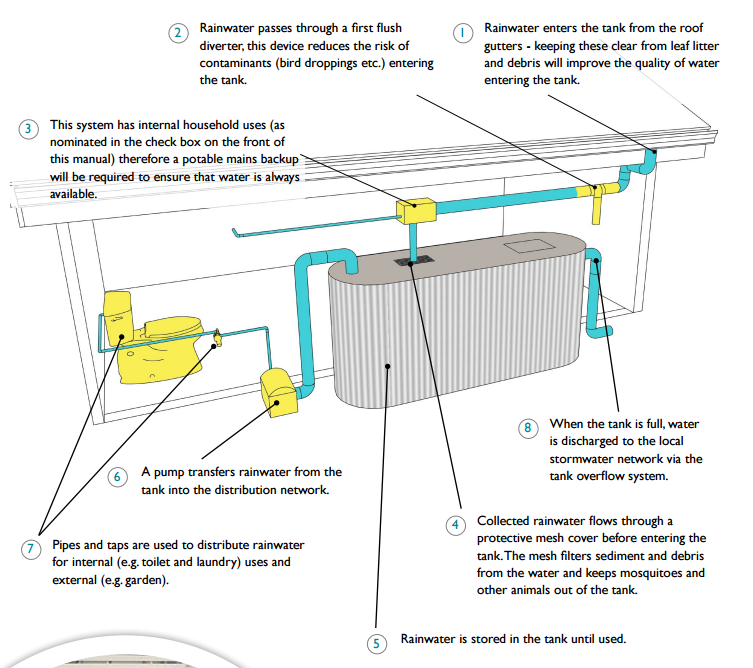 1
Rainwater enters the tank from the roof
gutters - keeping these clear from leaf litter
and debris will improve the quality of water
entering the tank.
2
Rainwater passes through a first flush
diverter, this device reduces the risk of
contaminants (bird droppings etc.) entering
the tank.
3
This system has internal household uses (as
nominated in the check box on the front of
this manual) therefore a potable mains backup
will be required to ensure that water is always
available.
4
Collected rainwater flows through a
protective mesh cover before entering the
tank. The mesh filters sediment and debris
from the water and keeps mosquitoes and
other animals out of the tank.
5
Rainwater is stored in the tank until used.
6
A pump transfers rainwater from the
tank into the distribution network.
7
Pipes and taps are used to distribute rainwater
for internal (e.g. toilet and laundry) uses and
external (e.g. garden).
8
When the tank is full, water
is discharged to the local
stormwater network via the
tank overflow system.